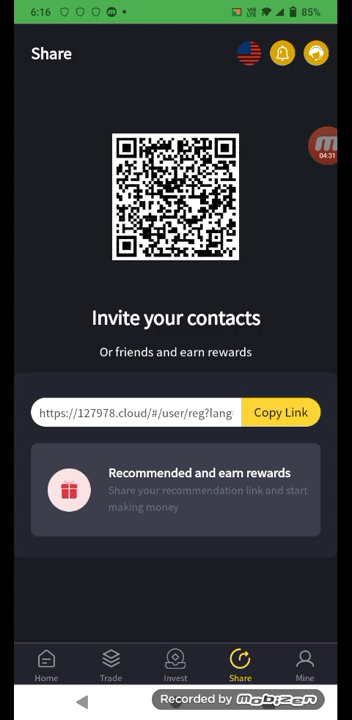 6:16
85%
Share
04:31
Invite your contacts
Or friends and earn rewards
https://127978.cloud/#/user/reg?lang
Copy Link
Recommended and earn rewards
Share your recommendation link and start
making money
Home Trade Invest Share Mine
Recorded by mobizen